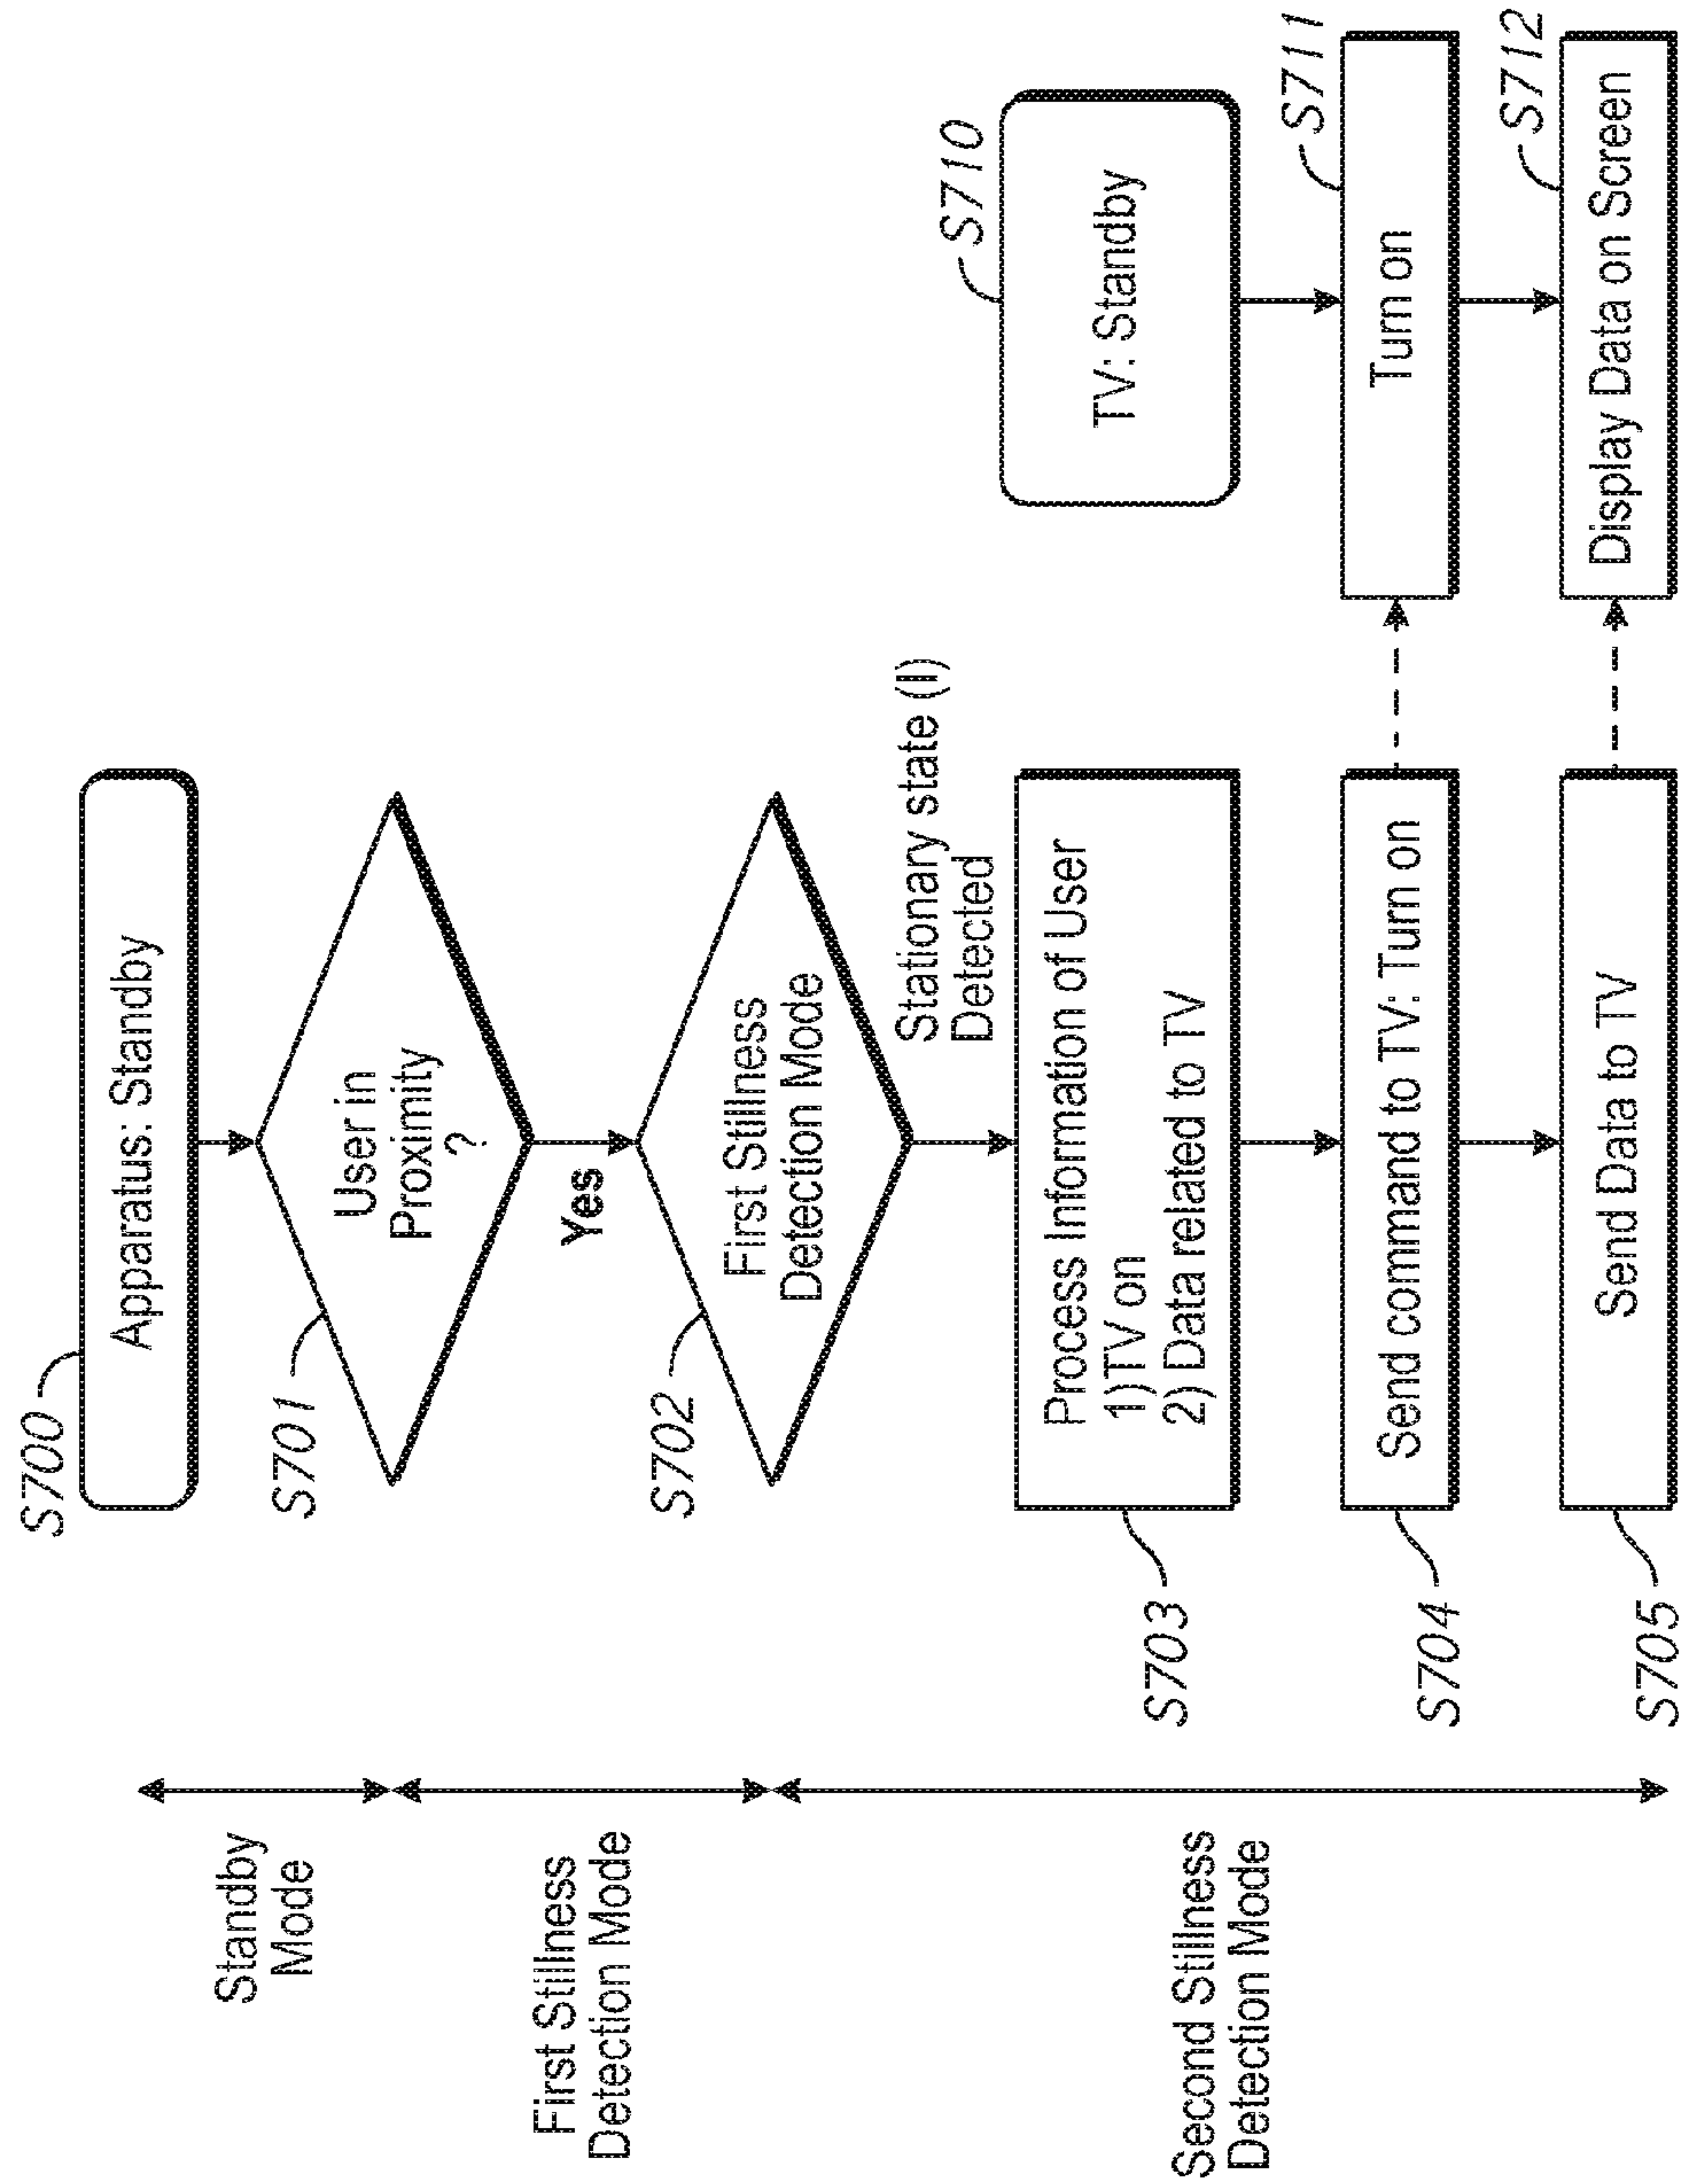 S700
Apparatus: Standby
Standby
Mode
S701
User in
Proximity
?
Yes
First Stillness
Detection Mode
S702
First Stillness
Detection Mode
Stationary state (I)
Detected
S703
Process Information of User
1)TV on
2) Data related to TV
S710
TV: Standby
Second Stillness
Detection Mode
S704
Send command to TV: Turn on
S711
Turn on
S705
Send Data to TV
S712
Display Data on Screen